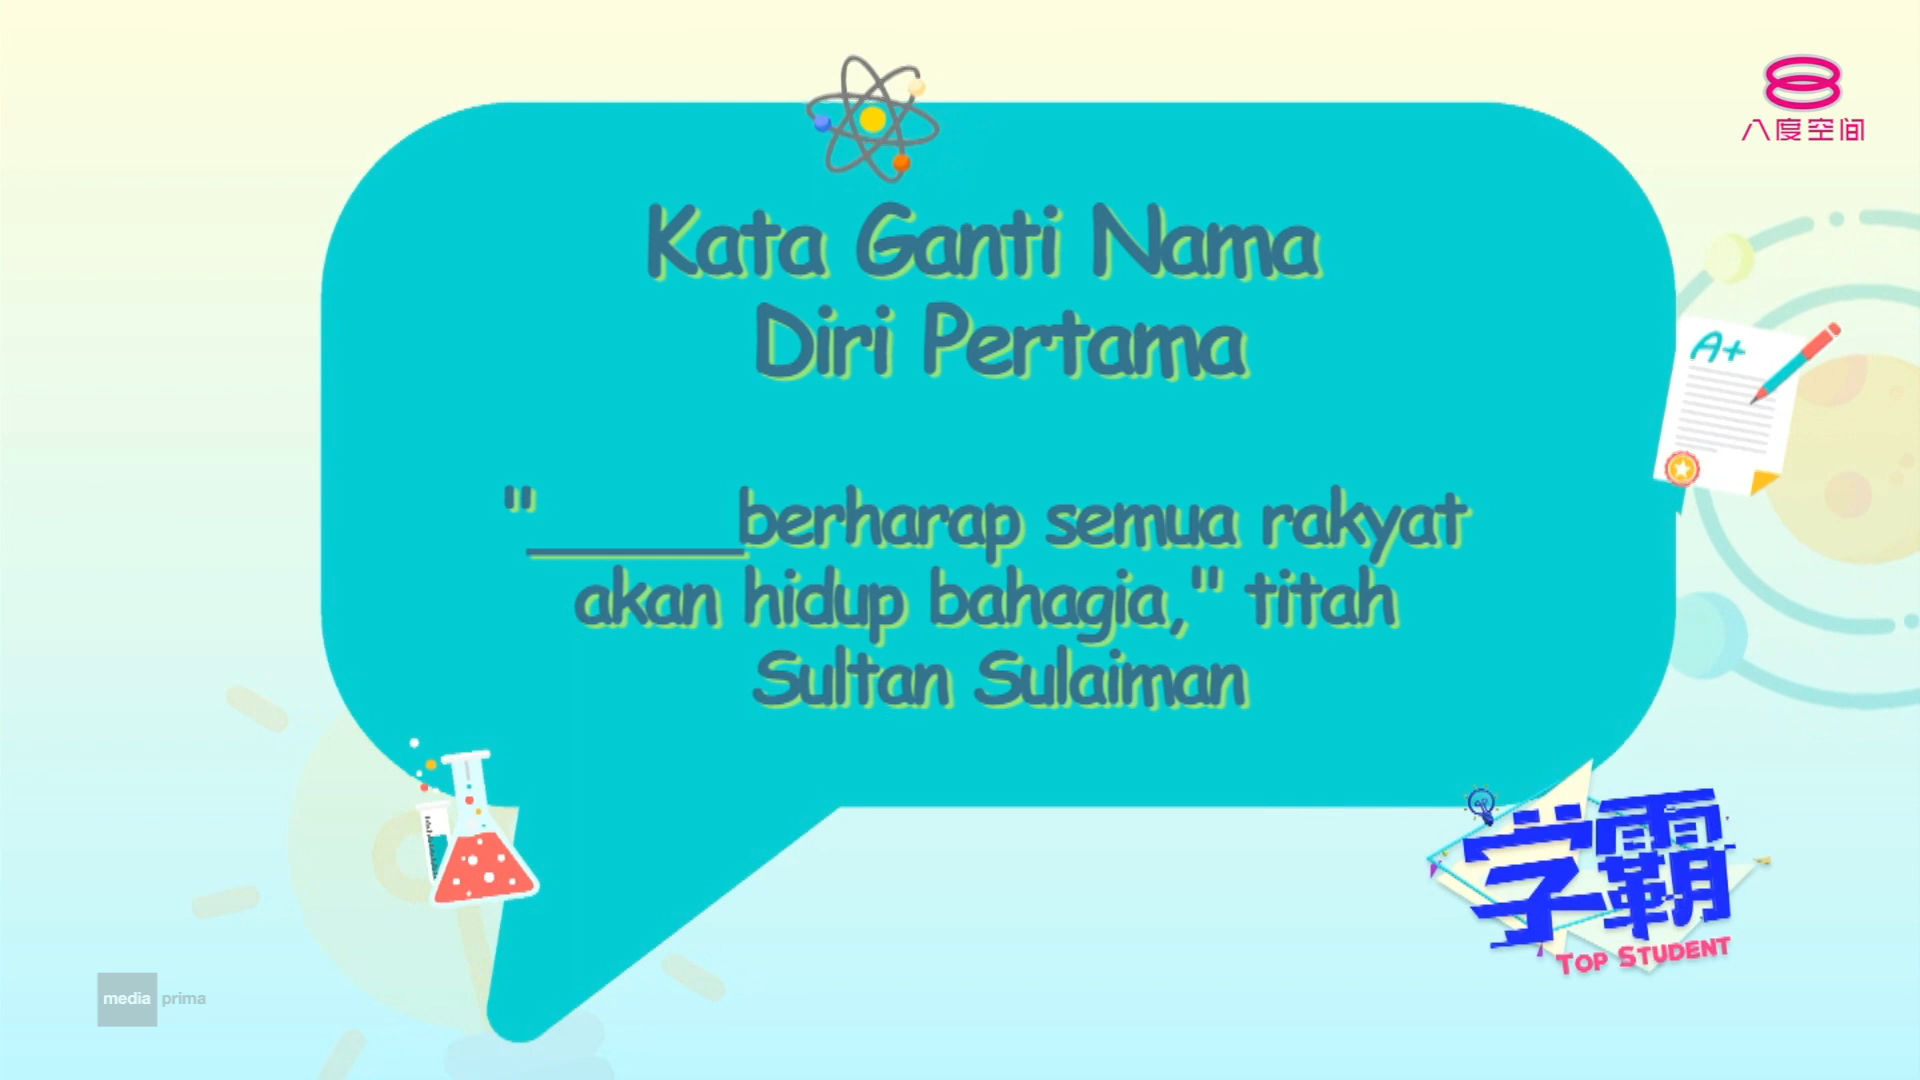 八度空间
Kata Ganti Nama
Diri Pertama
A+
"______berharap semua rakyat
akan hidup bahagia," titah
Sultan Sulaiman
学霸
TOP STUDENT
media prima